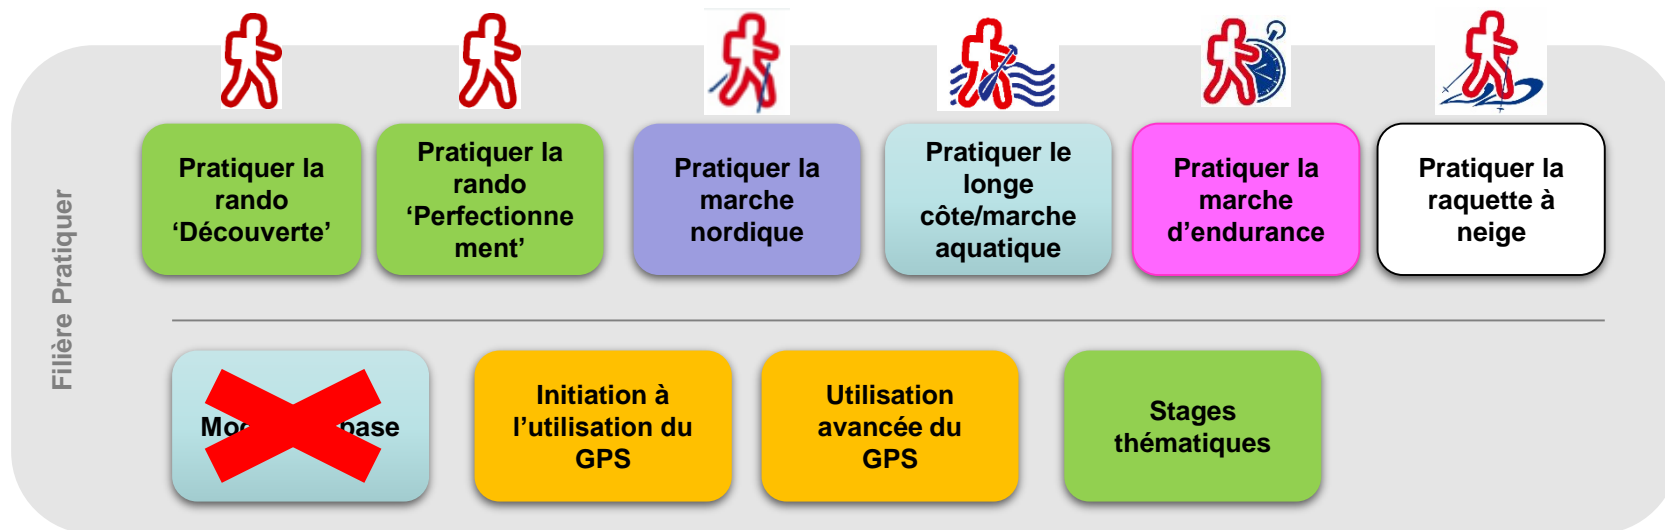 Filière Pratiquer
Pratiquer la
rando
‘Découverte’
Pratiquer la
rando
‘Perfectionne
ment’
Pratiquer la
marche
nordique
Pratiquer le
longe
côte/marche
aquatique
Pratiquer la
marche
d’endurance
Pratiquer la
raquette à
neige
base
Initiation à
l’utilisation du
GPS
Utilisation
avancée du
GPS
Stages
thématiques